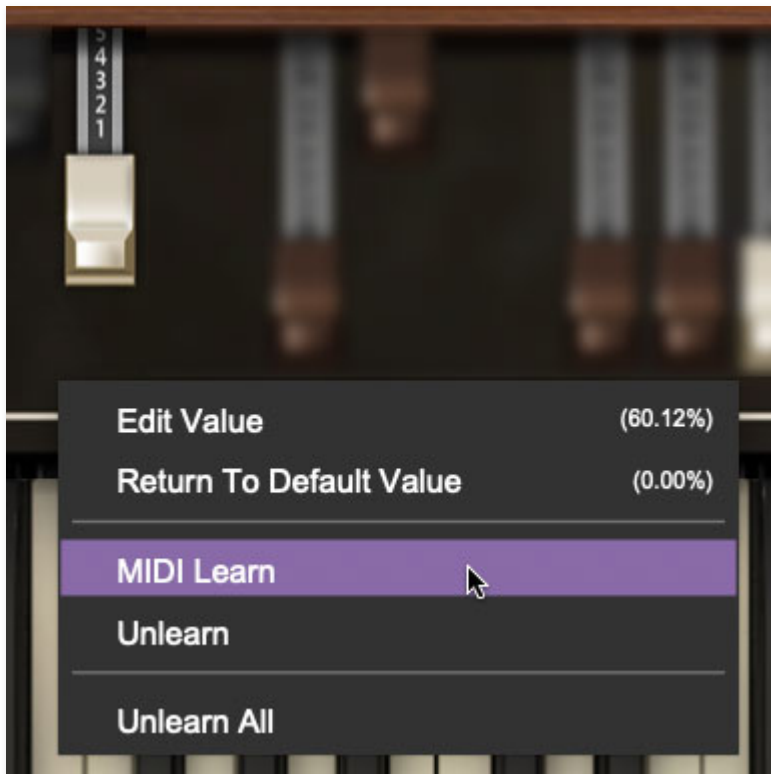 5
4
3
2
1
Edit Value (60.12%)
Return To Default Value (0.00%)
MIDI Learn
Unlearn
Unlearn All